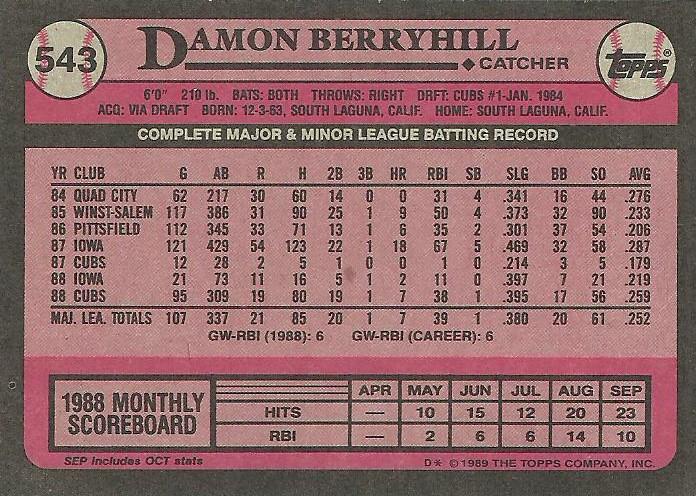 543 DAMON BERRYHILL
◆ CATCHER topps®
6'0" 210 lb. BATS: BOTH THROWS: RIGHT DRFT: CUBS #1-JAN. 1984
ACQ: VIA DRAFT BORN: 12-3-63, SOUTH LAGUNA, CALIF. HOME: SOUTH LAGUNA, CALIF.
COMPLETE MAJOR & MINOR LEAGUE BATTING RECORD
YR CLUB G AB R H 2B 3B HR RBI SB SLG BB SO AVG
84 QUAD CITY 62 217 30 60 14 0 0 31 4 .341 16 44 .276
85 WINST-SALEM 117 386 31 90 25 1 9 50 4 .373 32 90 .233
86 PITTSFIELD 112 345 33 71 13 1 6 35 2 .301 37 54 .206
87 IOWA 121 429 54 123 22 1 18 67 5 .469 32 58 .287
87 CUBS 12 28 2 5 1 0 0 1 0 .214 3 5 .179
88 IOWA 21 73 11 16 5 1 2 11 0 .397 7 21 .219
88 CUBS 95 309 19 80 19 1 7 38 1 .395 17 56 .259
MAJ. LEA. TOTALS 107 337 21 85 20 1 7 39 1 .380 20 61 .252
GW-RBI (1988): 6 GW-RBI (CAREER): 6
1988 MONTHLY SCOREBOARD
APR MAY JUN JUL AUG SEP
HITS — 10 15 12 20 23
RBI — 2 6 6 14 10
SEP includes OCT stats D* © 1989 THE TOPPS COMPANY, INC.